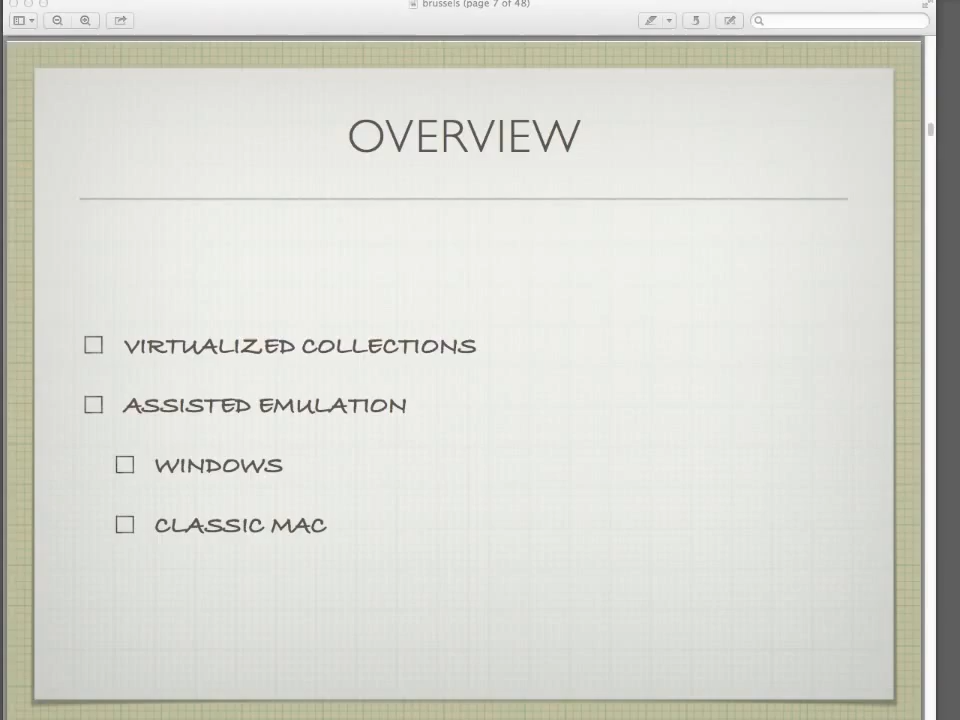 brussels (page 7 of 48)
OVERVIEW
VIRTUALIZED COLLECTIONS
ASSISTED EMULATION
WINDOWS
CLASSIC MAC